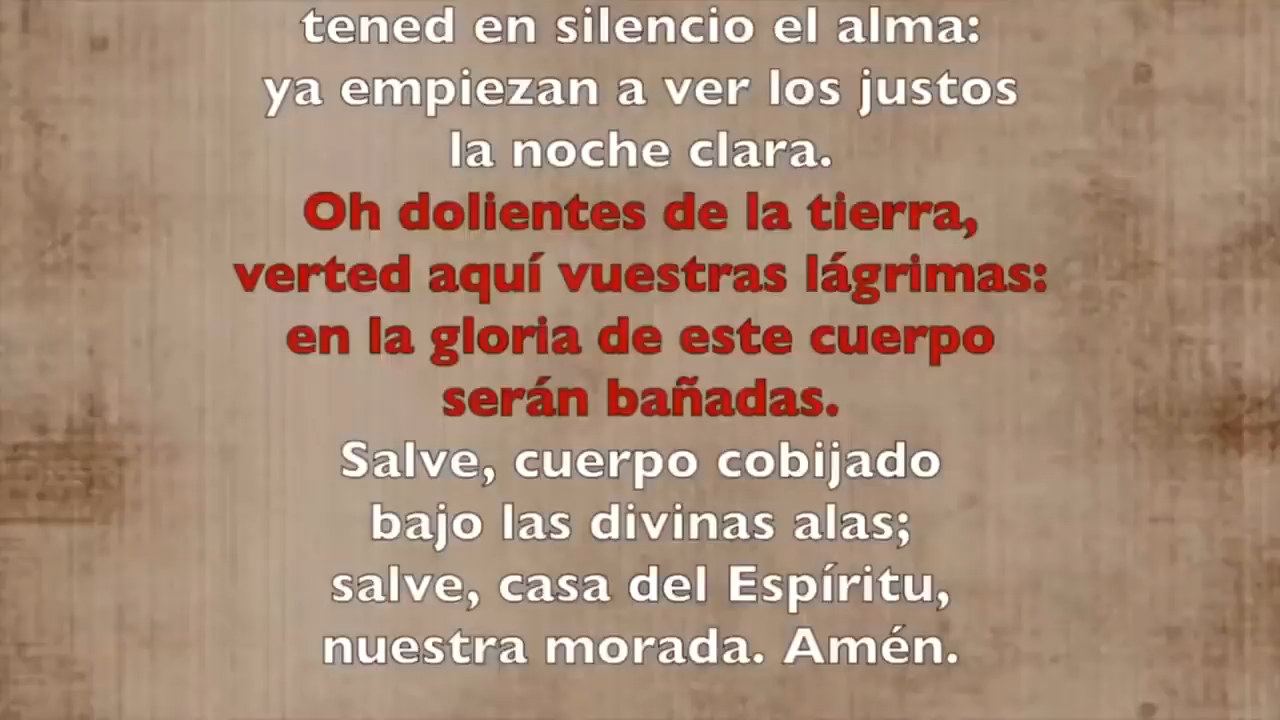 tened en silencio el alma:
ya empiezan a ver los justos
la noche clara.
Oh dolientes de la tierra,
verted aquí vuestras lágrimas:
en la gloria de este cuerpo
serán bañadas.
Salve, cuerpo cobijado
bajo las divinas alas;
salve, casa del Espíritu,
nuestra morada. Amén.